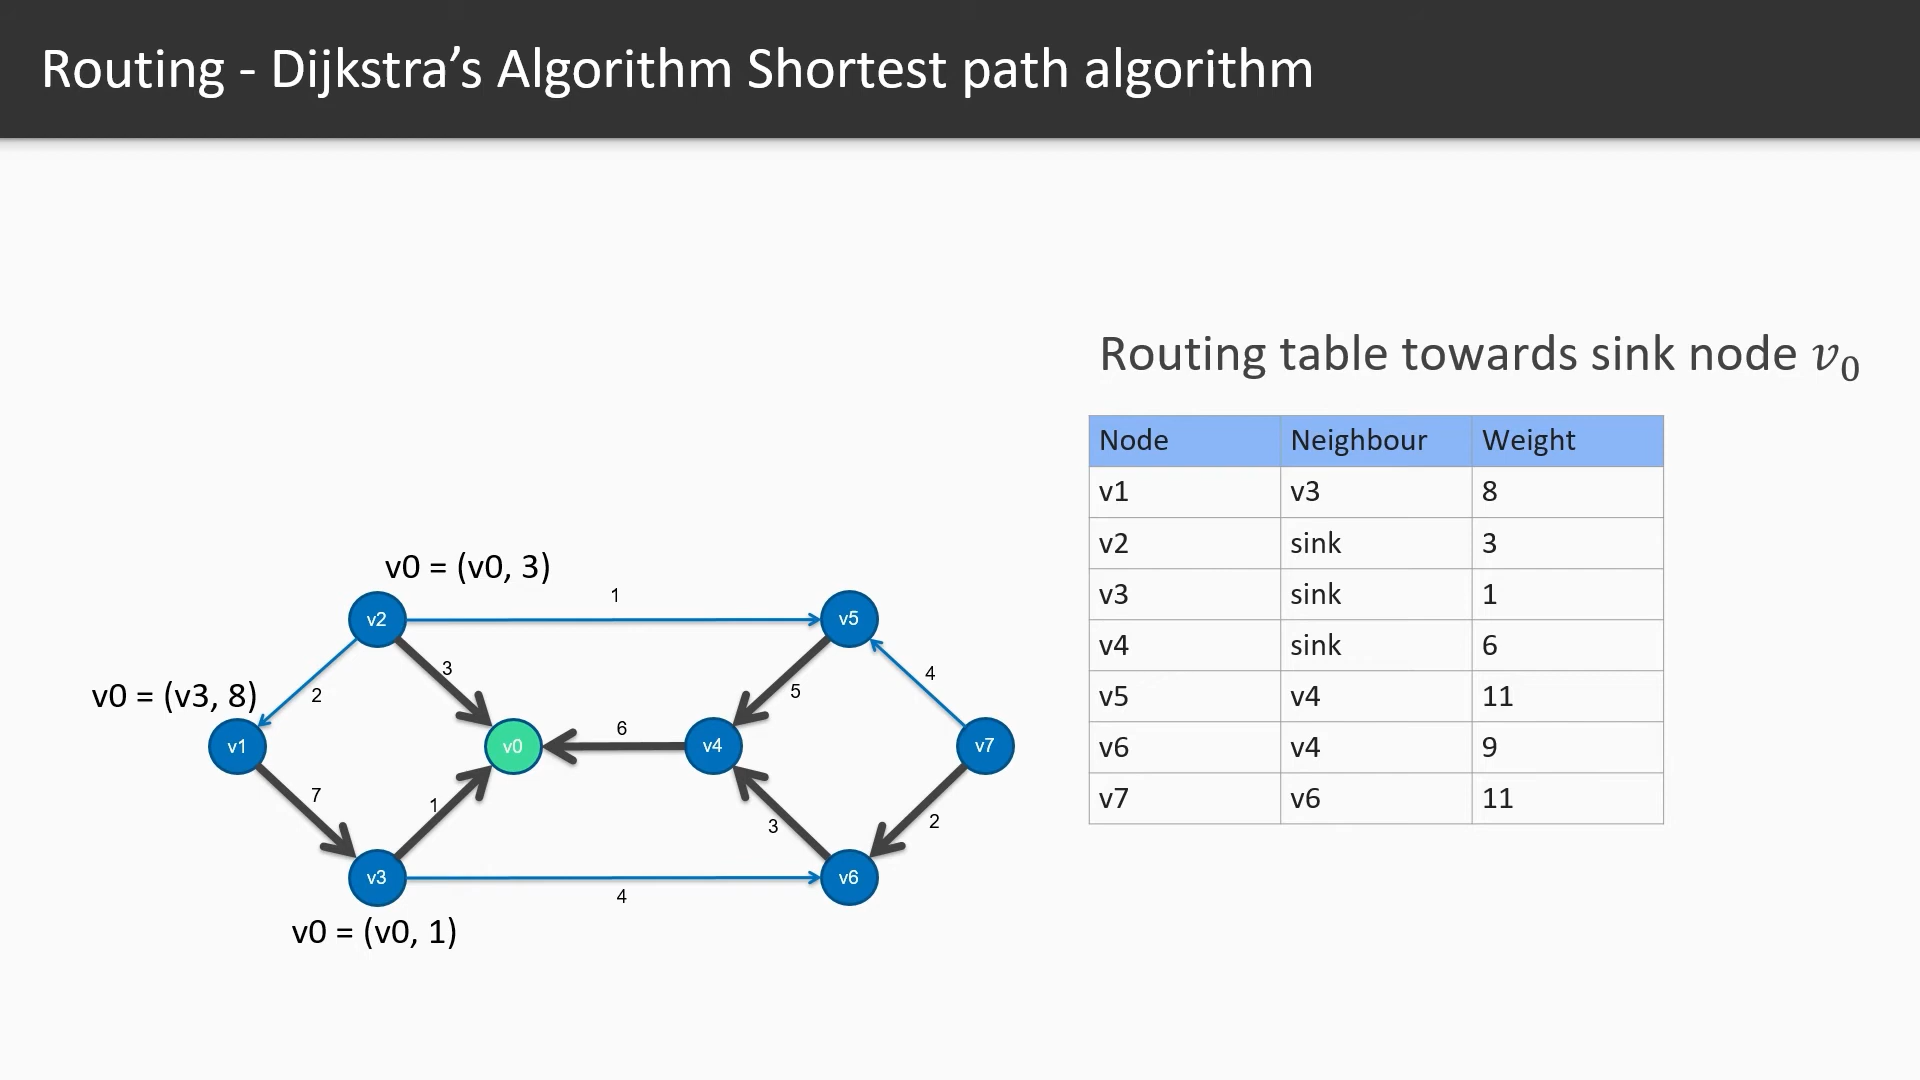 Routing - Dijkstra’s Algorithm Shortest path algorithm
Routing table towards sink node v₀
Node Neighbour Weight
v1 v3 8
v2 sink 3
v3 sink 1
v4 sink 6
v5 v4 11
v6 v4 9
v7 v6 11
v0 = (v0, 3)
1
v2
v5
3
4
v0 = (v3, 8)
2
5
6
v1
v0
v4
v7
7
1
3
2
v3
v6
4
v0 = (v0, 1)